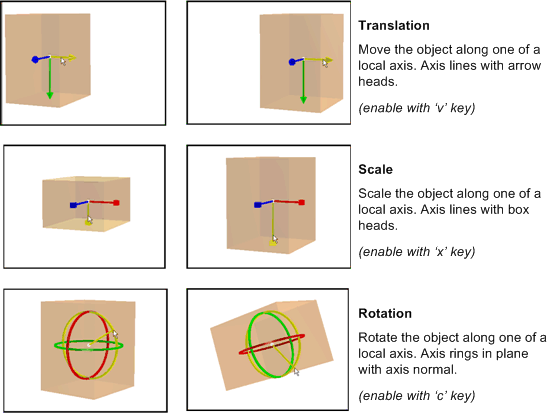 Translation
Move the object along one of a
local axis. Axis lines with arrow
heads.
(enable with ‘v’ key)
Scale
Scale the object along one of a
local axis. Axis lines with box
heads.
(enable with ‘x’ key)
Rotation
Rotate the object along one of a
local axis. Axis rings in plane
with axis normal.
(enable with ‘c’ key)